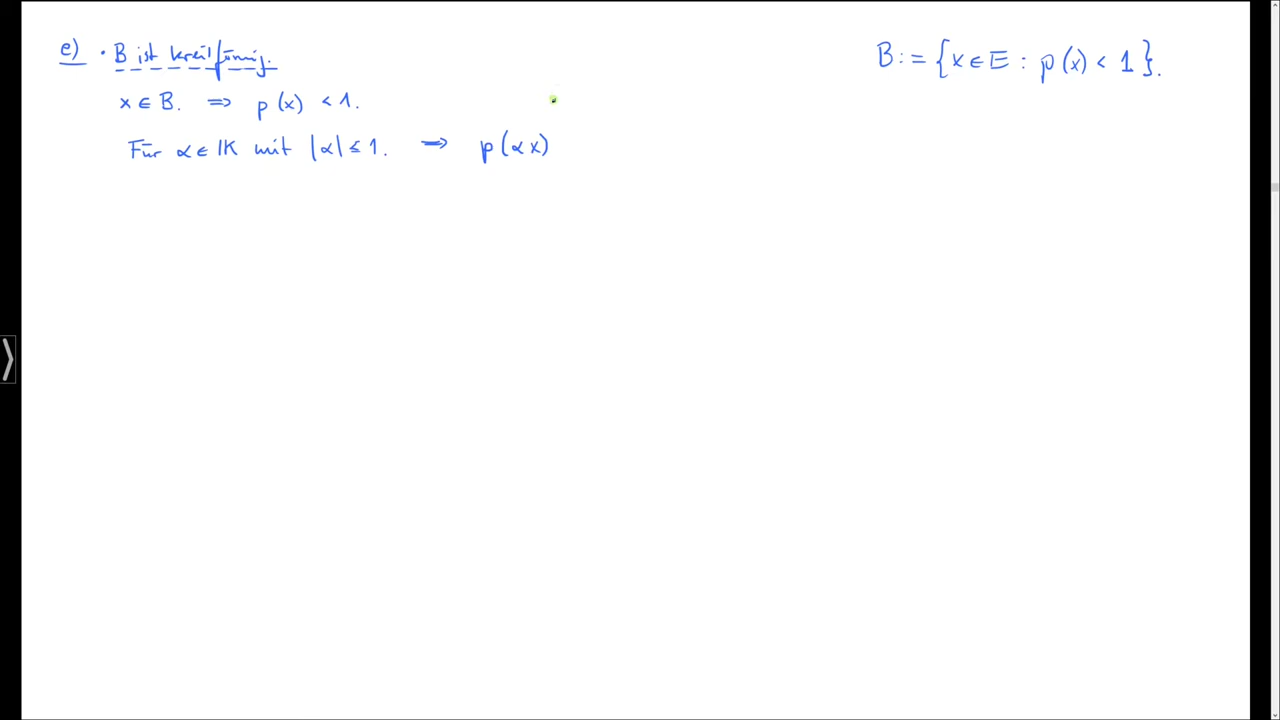 e) · B ist kreisförmig.
B := {x ∈ E : p(x) < 1}.
x ∈ B. ⇒ p(x) < 1.
Für α ∈ 𝕂 mit |α| ≤ 1. ⇒ p(αx)